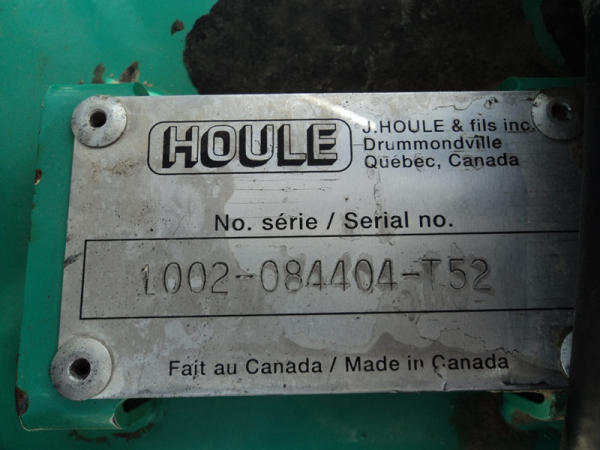 HOULE
J.HOULE & fils inc.
Drummondville
Québec, Canada
No. série / Serial no.
1002-084404-T52
Fait au Canada / Made in Canada